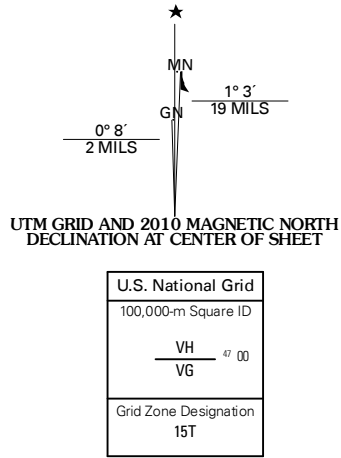 ★
MN
1° 3´
19 MILS
GN
0° 8´
2 MILS
UTM GRID AND 2010 MAGNETIC NORTH
DECLINATION AT CENTER OF SHEET
U.S. National Grid
100,000-m Square ID
VH
47 00
VG
Grid Zone Designation
15T